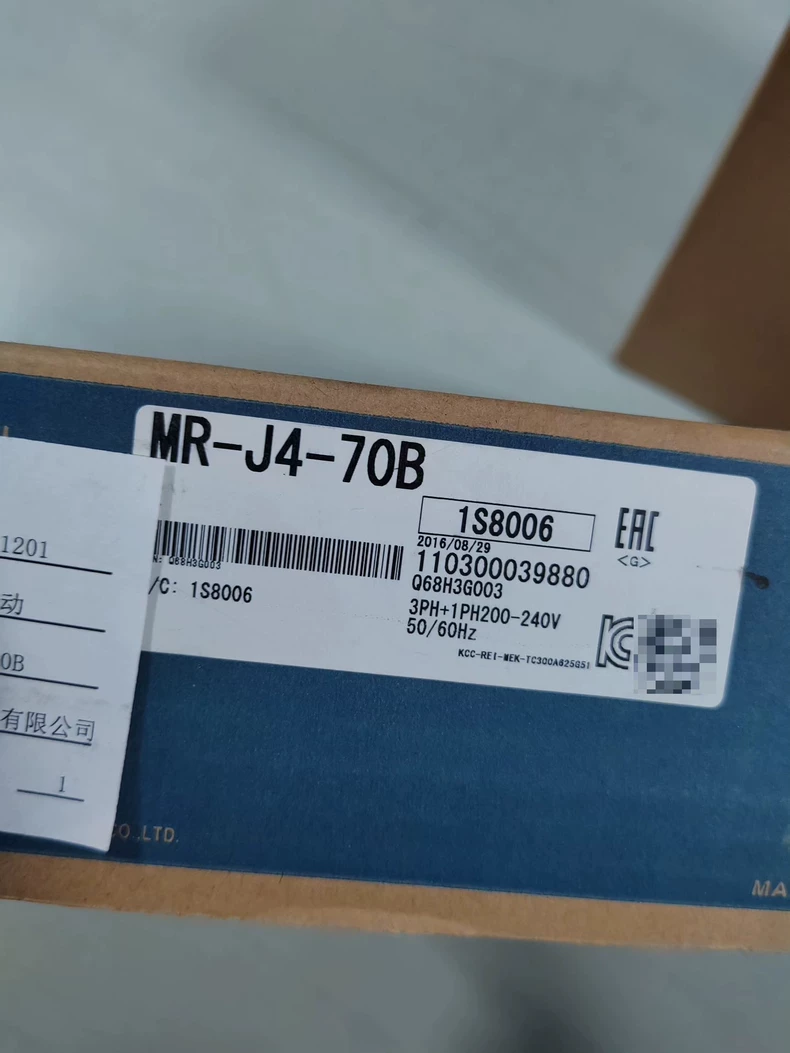 MR-J4-70B
1S8006
EAC
2016/08/29
<G>
110300039880
N: Q68H3G003
Q68H3G003
/C: 1S8006
3PH+1PH200-240V
50/60Hz
KCC-REI-MEK-TC300A625G51
1201
动
0B
有限公司
1
CO.,LTD.
MA